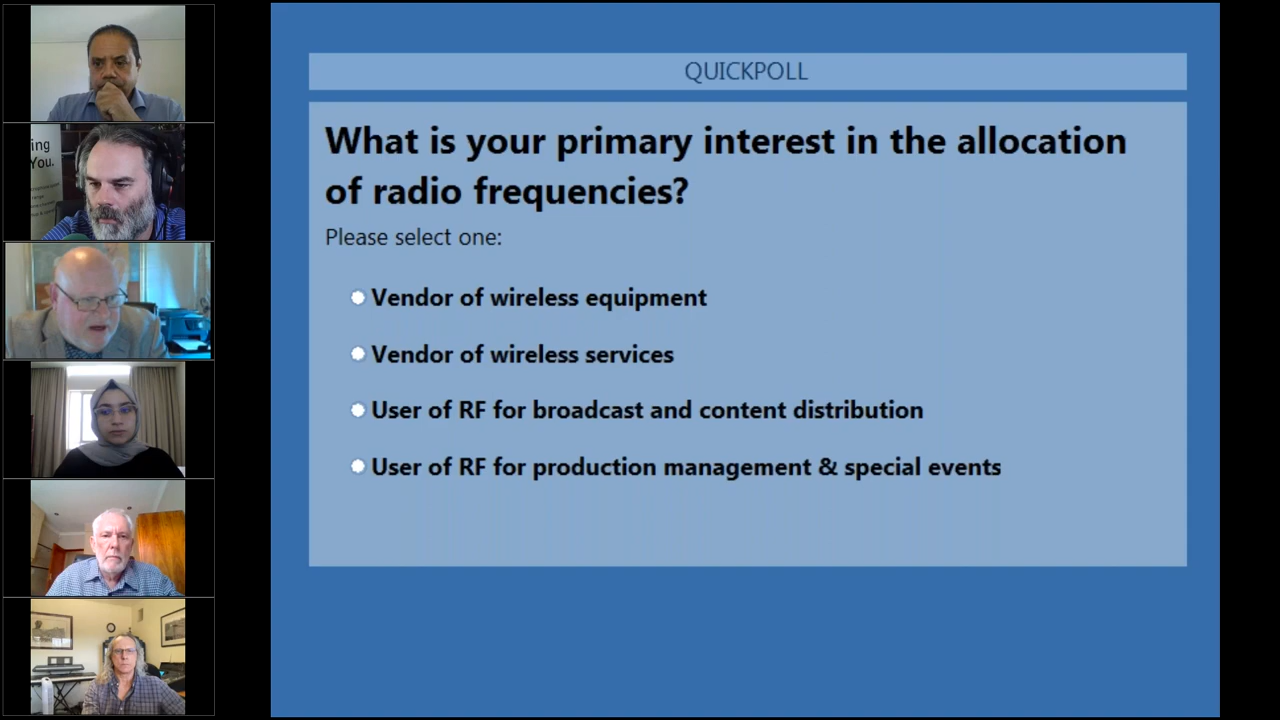 ing
You.
QUICKPOLL
What is your primary interest in the allocation
of radio frequencies?
Please select one:
Vendor of wireless equipment
Vendor of wireless services
User of RF for broadcast and content distribution
User of RF for production management & special events